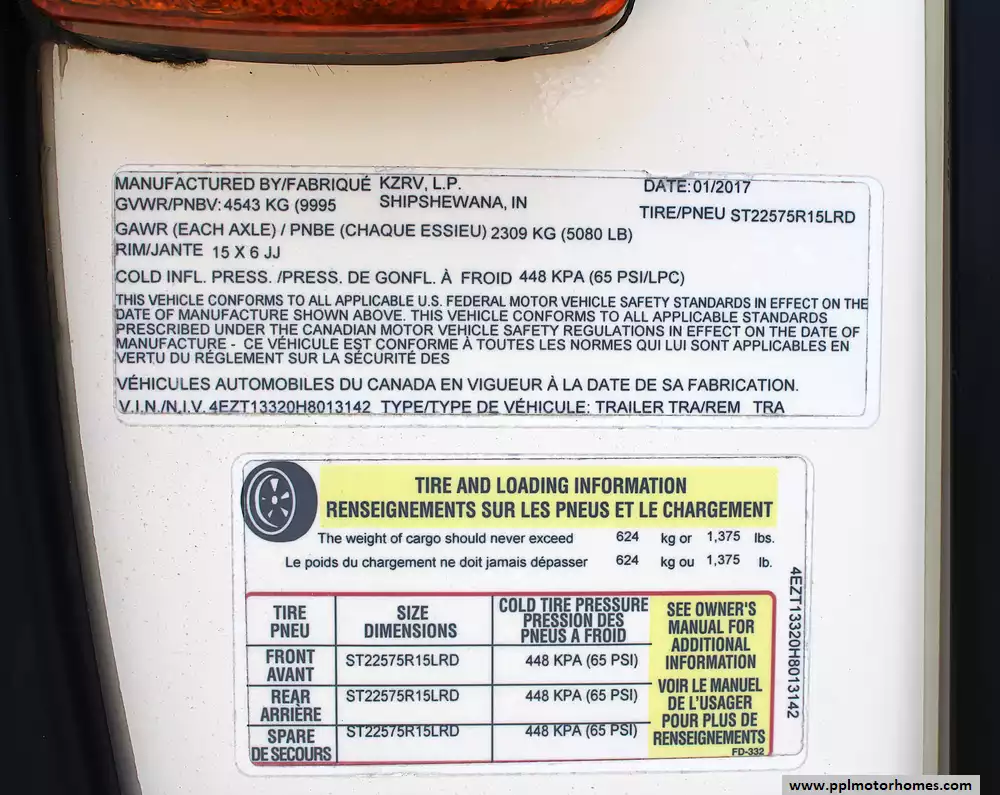 MANUFACTURED BY/FABRIQUÉ KZRV, L.P. DATE: 01/2017
GVWR/PNBV: 4543 KG (9995 SHIPSHEWANA, IN
TIRE/PNEU ST22575R15LRD
GAWR (EACH AXLE) / PNBE (CHAQUE ESSIEU) 2309 KG (5080 LB)
RIM/JANTE 15 X 6 JJ
COLD INFL. PRESS. /PRESS. DE GONFL. À FROID 448 KPA (65 PSI/LPC)
THIS VEHICLE CONFORMS TO ALL APPLICABLE U.S. FEDERAL MOTOR VEHICLE SAFETY STANDARDS IN EFFECT ON THE
DATE OF MANUFACTURE SHOWN ABOVE. THIS VEHICLE CONFORMS TO ALL APPLICABLE STANDARDS
PRESCRIBED UNDER THE CANADIAN MOTOR VEHICLE SAFETY REGULATIONS IN EFFECT ON THE DATE OF
MANUFACTURE - CE VÉHICULE EST CONFORME À TOUTES LES NORMES QUI LUI SONT APPLICABLES EN
VERTU DU RÉGLEMENT SUR LA SÉCURITÉ DES
VÉHICULES AUTOMOBILES DU CANADA EN VIGUEUR À LA DATE DE SA FABRICATION.
V.I.N./N.I.V. 4EZT13320H8013142 TYPE/TYPE DE VÉHICULE: TRAILER TRA/REM TRA
TIRE AND LOADING INFORMATION
RENSEIGNEMENTS SUR LES PNEUS ET LE CHARGEMENT
The weight of cargo should never exceed 624 kg or 1,375 lbs.
Le poids du chargement ne doit jamais dépasser 624 kg ou 1,375 lb.
TIRE
PNEU
SIZE
DIMENSIONS
COLD TIRE PRESSURE
PRESSION DES
PNEUS A FROID
FRONT
AVANT
ST22575R15LRD
448 KPA (65 PSI)
REAR
ARRIÈRE
ST22575R15LRD
448 KPA (65 PSI)
SPARE
DE SECOURS
ST22575R15LRD
448 KPA (65 PSI)
SEE OWNER'S
MANUAL FOR
ADDITIONAL
INFORMATION
VOIR LE MANUEL
DE L'USAGER
POUR PLUS DE
RENSEIGNEMENTS
FD-332
4EZT13320H8013142
www.pplmotorhomes.com